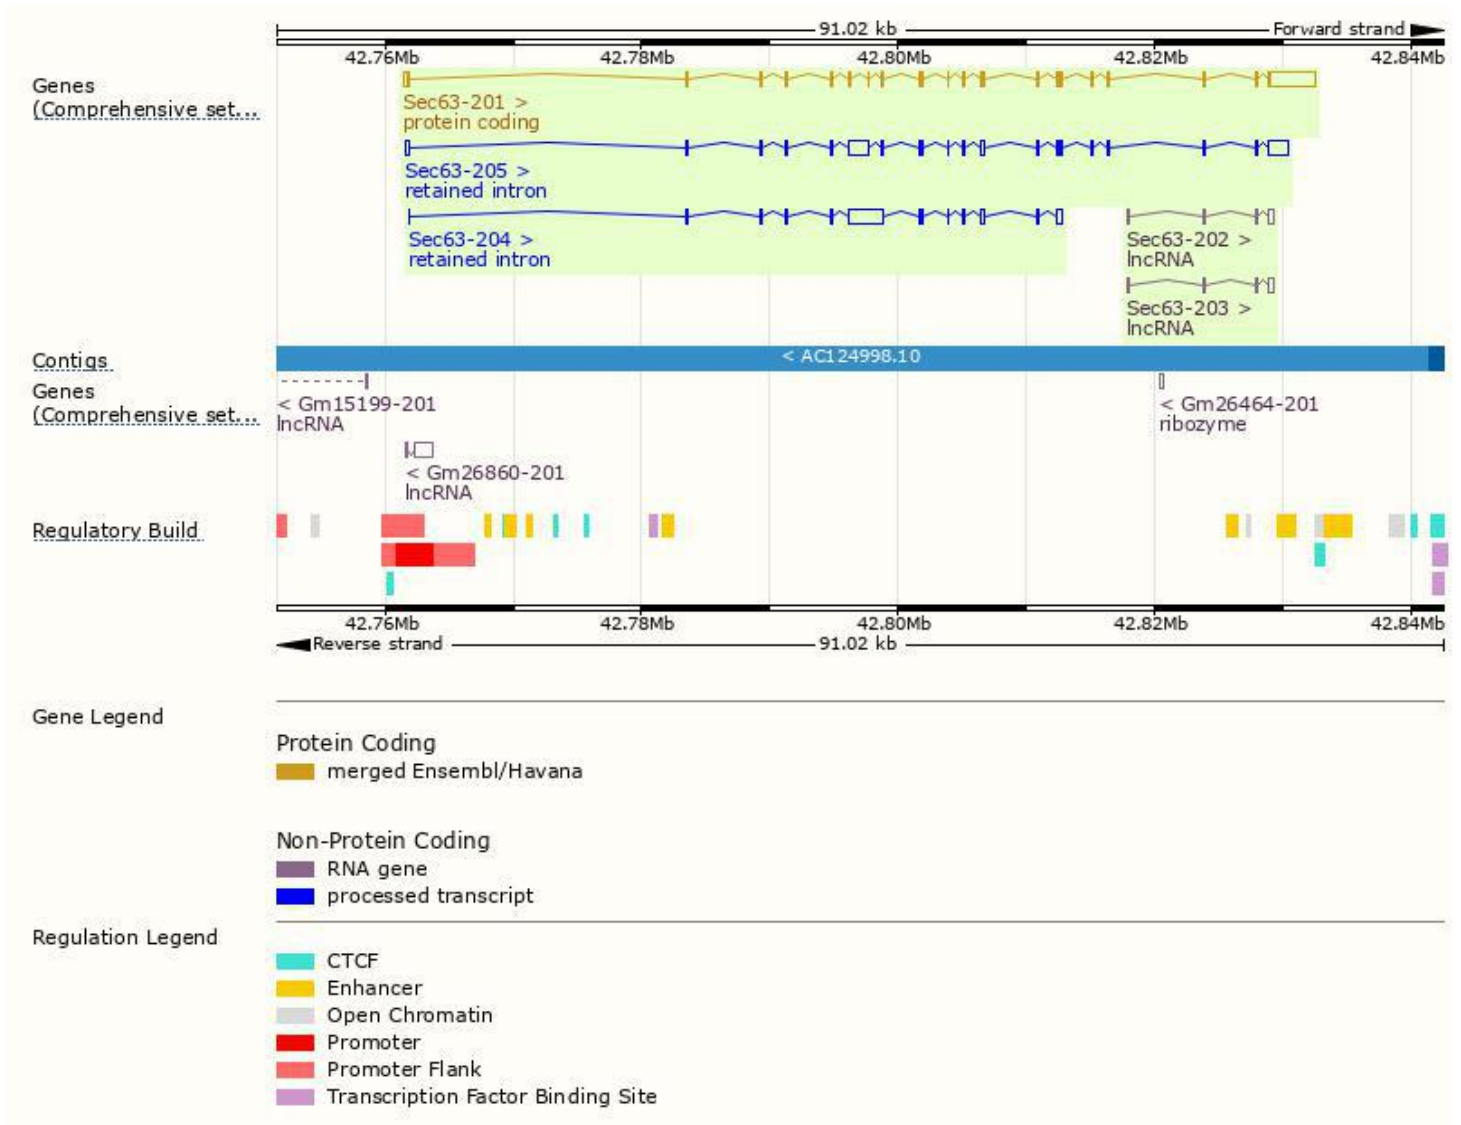 91.02 kb Forward strand
42.76Mb 42.78Mb 42.80Mb 42.82Mb 42.84Mb
Genes
(Comprehensive set...
Sec63-201 >
protein coding
Sec63-205 >
retained intron
Sec63-204 >
retained intron
Sec63-202 >
lncRNA
Sec63-203 >
lncRNA
Contigs
< AC124998.10
Genes
(Comprehensive set...
< Gm15199-201
lncRNA
< Gm26464-201
ribozyme
< Gm26860-201
lncRNA
Regulatory Build
42.76Mb 42.78Mb 42.80Mb 42.82Mb 42.84Mb
Reverse strand 91.02 kb
Gene Legend
Protein Coding
merged Ensembl/Havana
Non-Protein Coding
RNA gene
processed transcript
Regulation Legend
CTCF
Enhancer
Open Chromatin
Promoter
Promoter Flank
Transcription Factor Binding Site